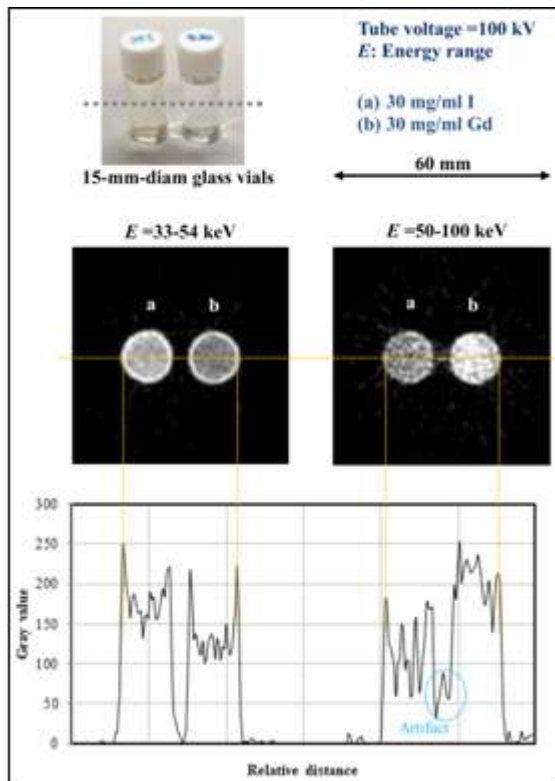 Tube voltage =100 kV
E: Energy range
(a) 30 mg/ml I
(b) 30 mg/ml Gd
15-mm-diam glass vials
60 mm
E =33-54 keV
E =50-100 keV
a
b
a
b
300
250
200
150
100
50
0
Gray value
Artifact
Relative distance